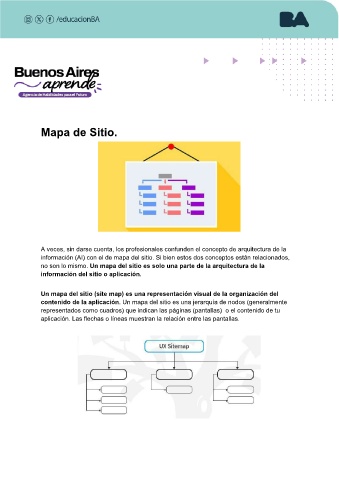 /educacionBA
BA
Buenos Aires
aprende
Agencia de Habilidades para el Futuro
Mapa de Sitio.
A veces, sin darse cuenta, los profesionales confunden el concepto de arquitectura de la
información (AI) con el de mapa del sitio. Si bien estos dos conceptos están relacionados,
no son lo mismo. Un mapa del sitio es solo una parte de la arquitectura de la
información del sitio o aplicación.
Un mapa del sitio (site map) es una representación visual de la organización del
contenido de la aplicación. Un mapa del sitio es una jerarquía de nodos (generalmente
representados como cuadros) que indican las páginas (pantallas) o el contenido de tu
aplicación. Las flechas o líneas muestran la relación entre las pantallas.
UX Sitemap